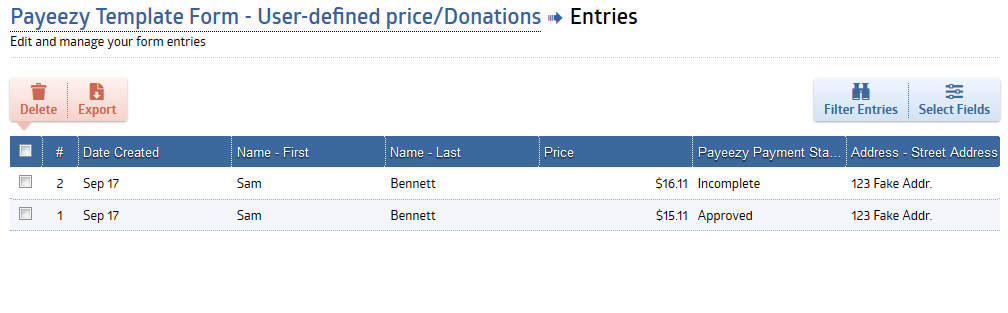 Payeezy Template Form - User-defined price/Donations Entries
Edit and manage your form entries
Delete Export Filter Entries Select Fields
# Date Created Name - First Name - Last Price Payeezy Payment Sta... Address - Street Address
2 Sep 17 Sam Bennett $16.11 Incomplete 123 Fake Addr.
1 Sep 17 Sam Bennett $15.11 Approved 123 Fake Addr.